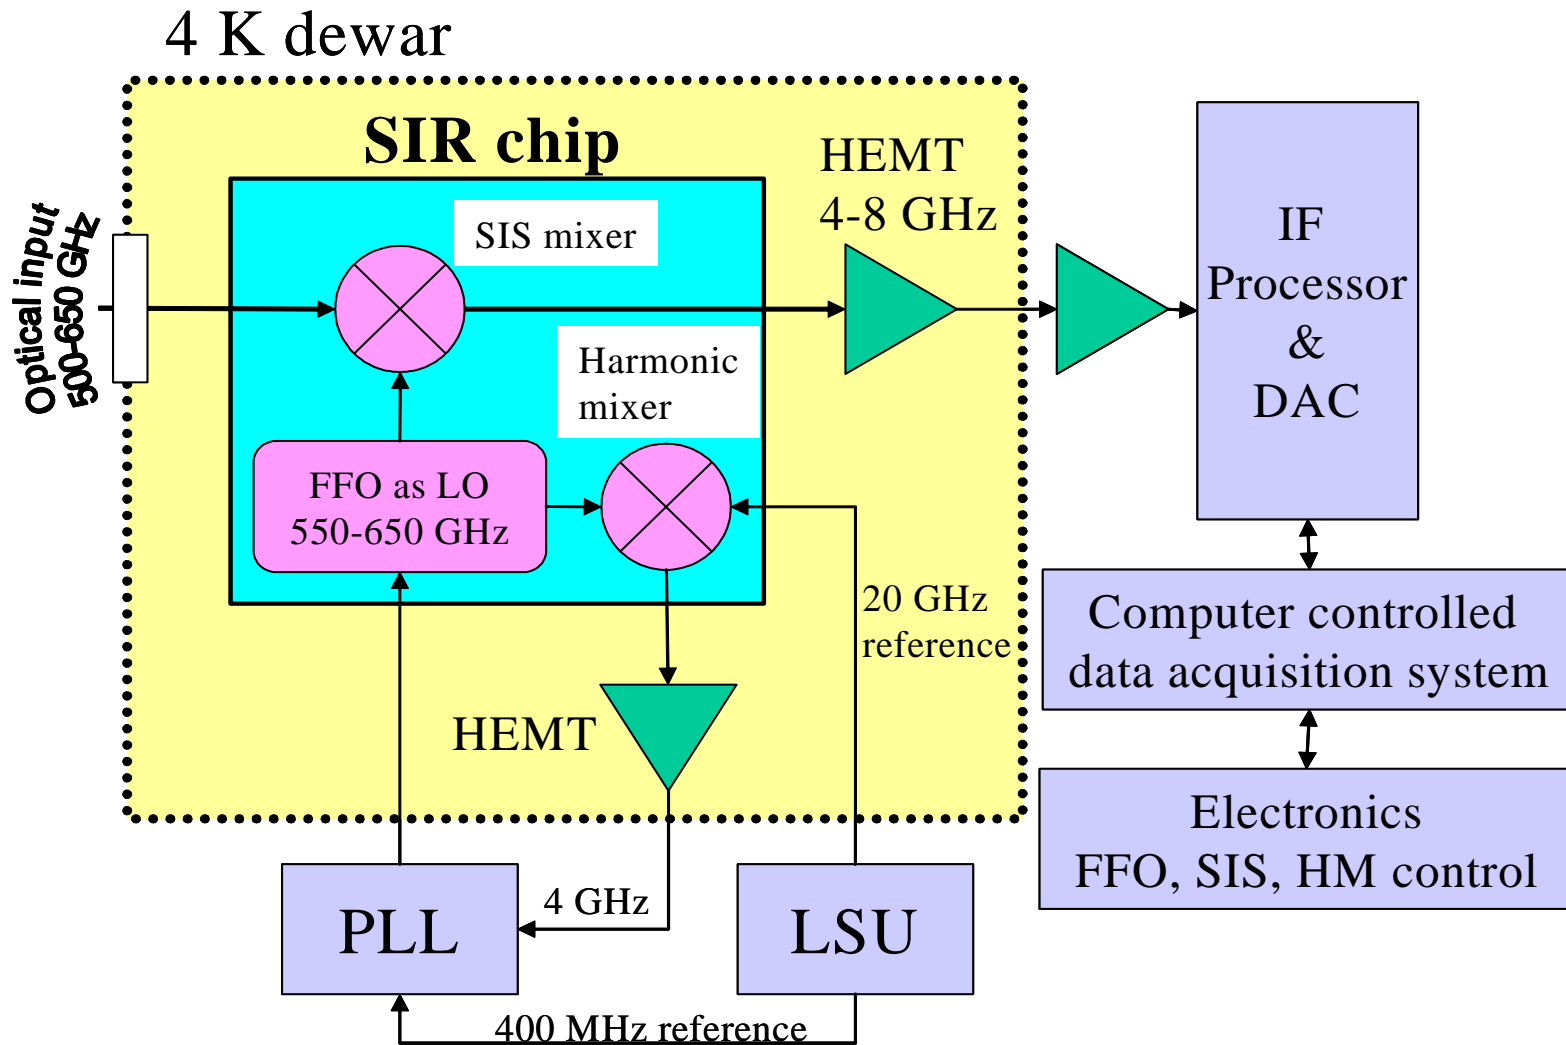 4 K dewar
SIR chip
HEMT
4-8 GHz
SIS mixer
Optical input
500-650 GHz
IF
Processor
&
DAC
Harmonic
mixer
FFO as LO
550-650 GHz
20 GHz
reference
Computer controlled
data acquisition system
HEMT
Electronics
FFO, SIS, HM control
PLL
4 GHz
LSU
400 MHz reference